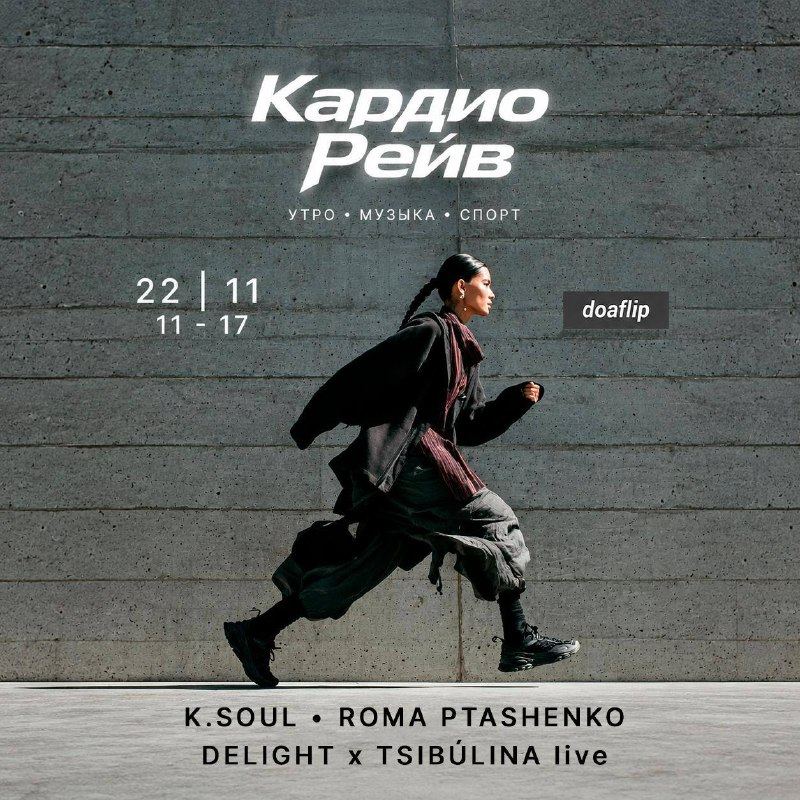 Кардио
Рейв
УТРО • МУЗЫКА • СПОРТ
22 | 11
11 - 17
doaflip
K.SOUL • ROMA PTASHENKO
DELIGHT x TSIBÚLINA live